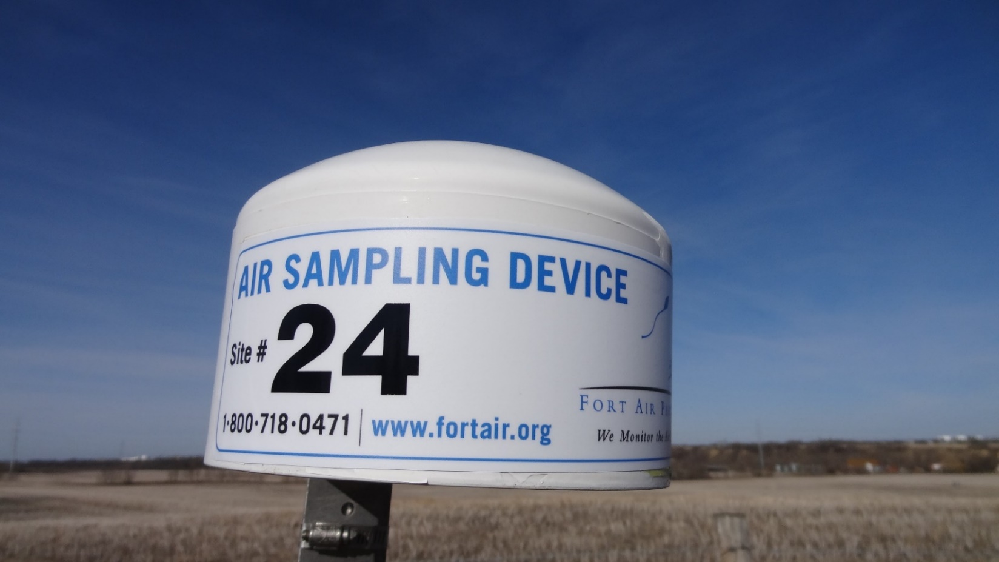 AIR SAMPLING DEVICE
Site # 24
1·800·718·0471 | www.fortair.org
FORT AIR
We Monitor the